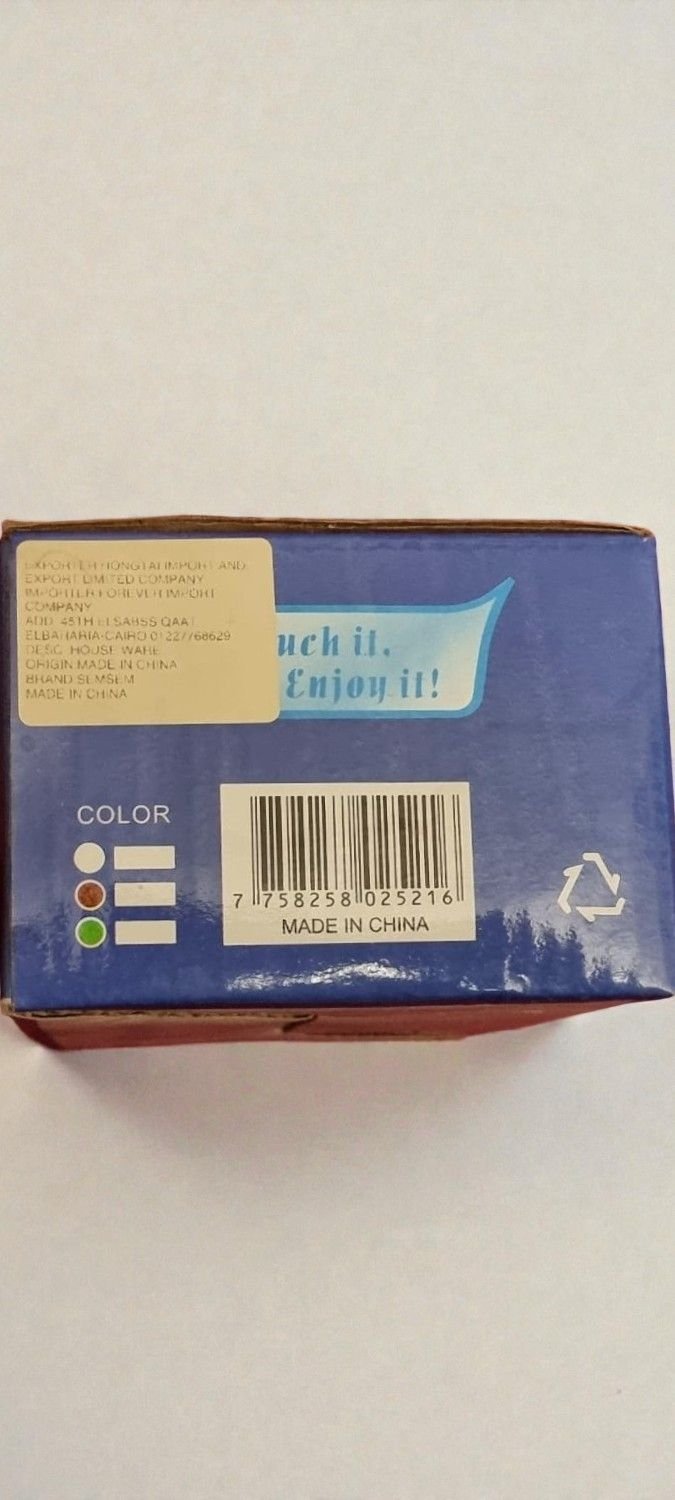 EXPORTER HONGTAI IMPORT AND
EXPORT LIMITED COMPANY
IMPORTER FOREVER IMPORT
COMPANY
ADD. 45TH ELSABSS QAAT
ELBAHARIA-CAIRO 01227768629
DESC. HOUSE WARE
ORIGIN MADE IN CHINA
BRAND SEMSEM
MADE IN CHINA
uch it,
Enjoy it!
COLOR
7 758258 025216
MADE IN CHINA